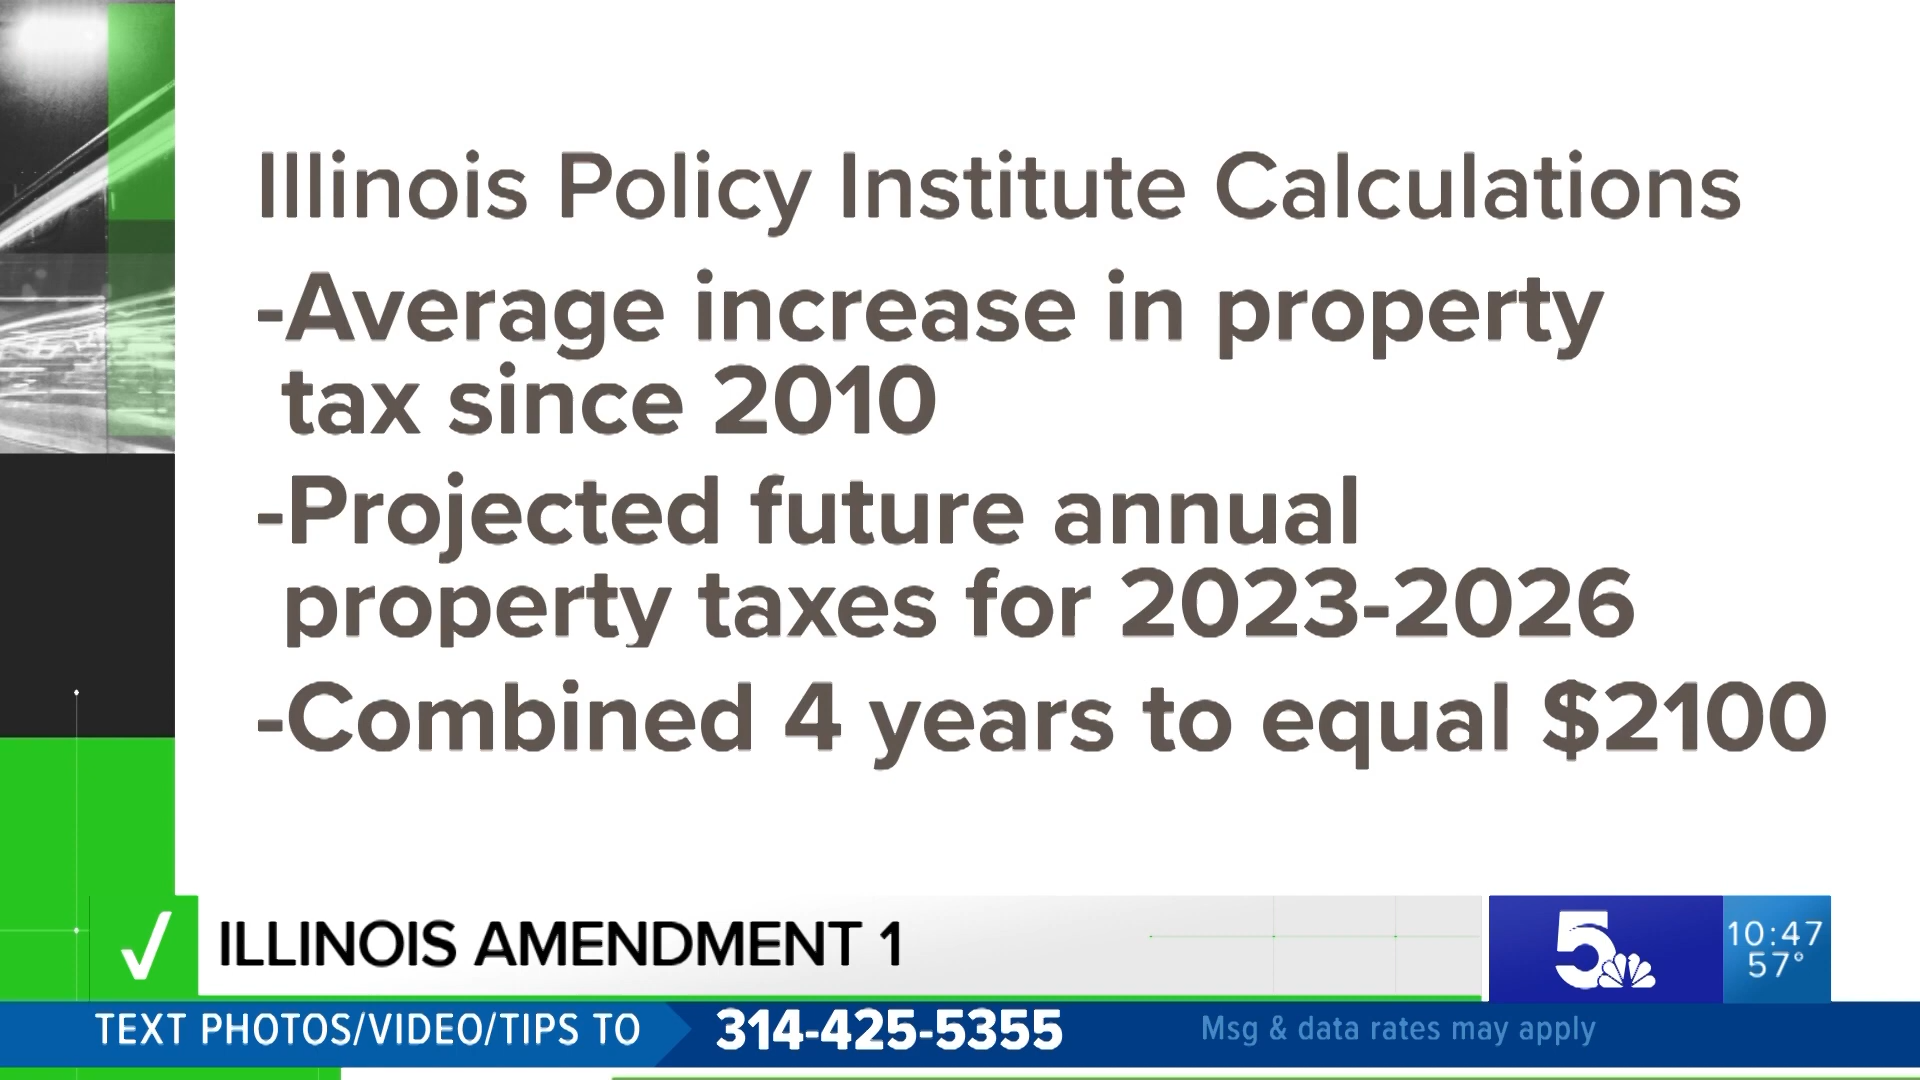 Illinois Policy Institute Calculations
-Average increase in property
tax since 2010
-Projected future annual
property taxes for 2023-2026
-Combined 4 years to equal $2100
ILLINOIS AMENDMENT 1
5
10:47
57°
TEXT PHOTOS/VIDEO/TIPS TO 314-425-5355 Msg & data rates may apply